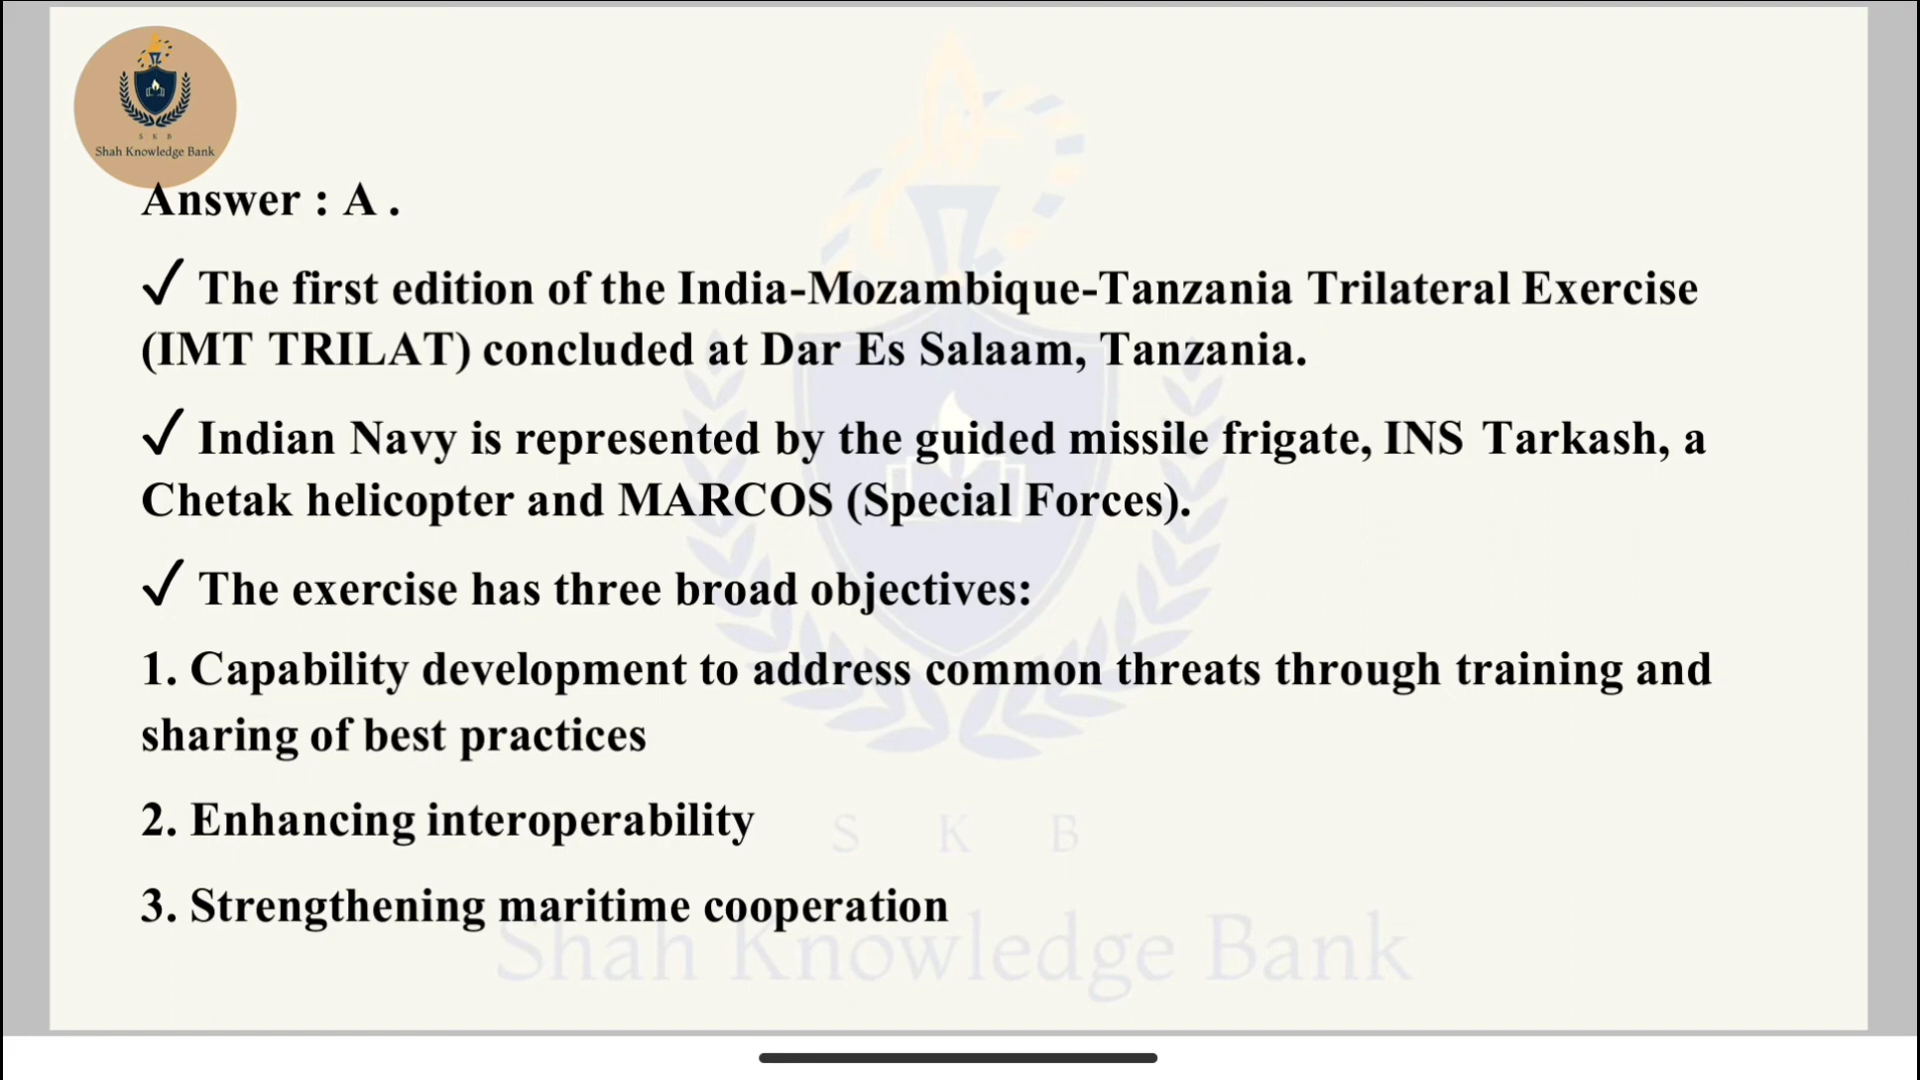 S K B
Shah Knowledge Bank
Answer : A .
✓ The first edition of the India-Mozambique-Tanzania Trilateral Exercise
(IMT TRILAT) concluded at Dar Es Salaam, Tanzania.
✓ Indian Navy is represented by the guided missile frigate, INS Tarkash, a
Chetak helicopter and MARCOS (Special Forces).
✓ The exercise has three broad objectives:
1. Capability development to address common threats through training and
sharing of best practices
2. Enhancing interoperability
S K B
3. Strengthening maritime cooperation
Shah Knowledge Bank